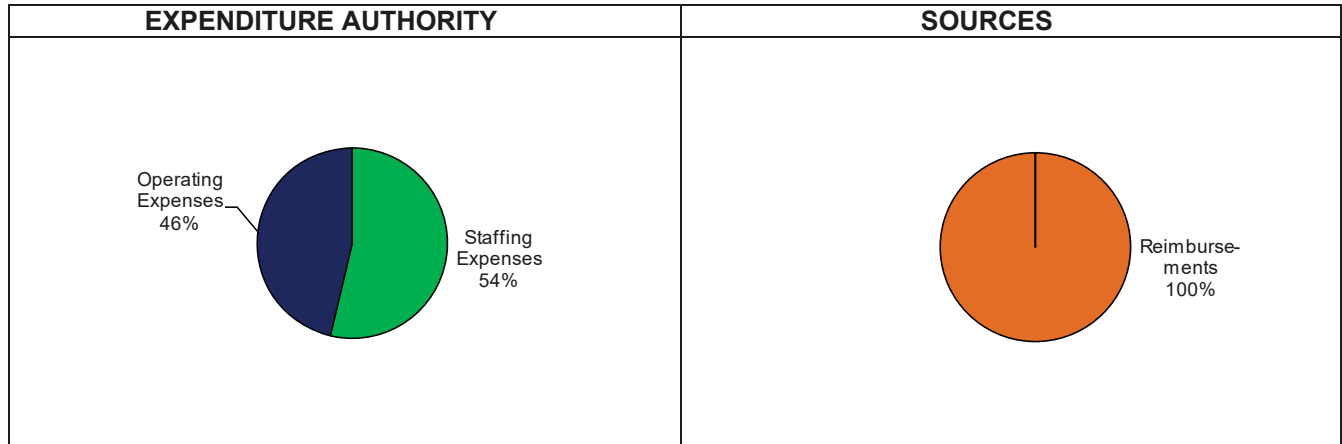 EXPENDITURE AUTHORITY
SOURCES
Operating
Expenses
46%
Staffing
Expenses
54%
Reimburse-
ments
100%